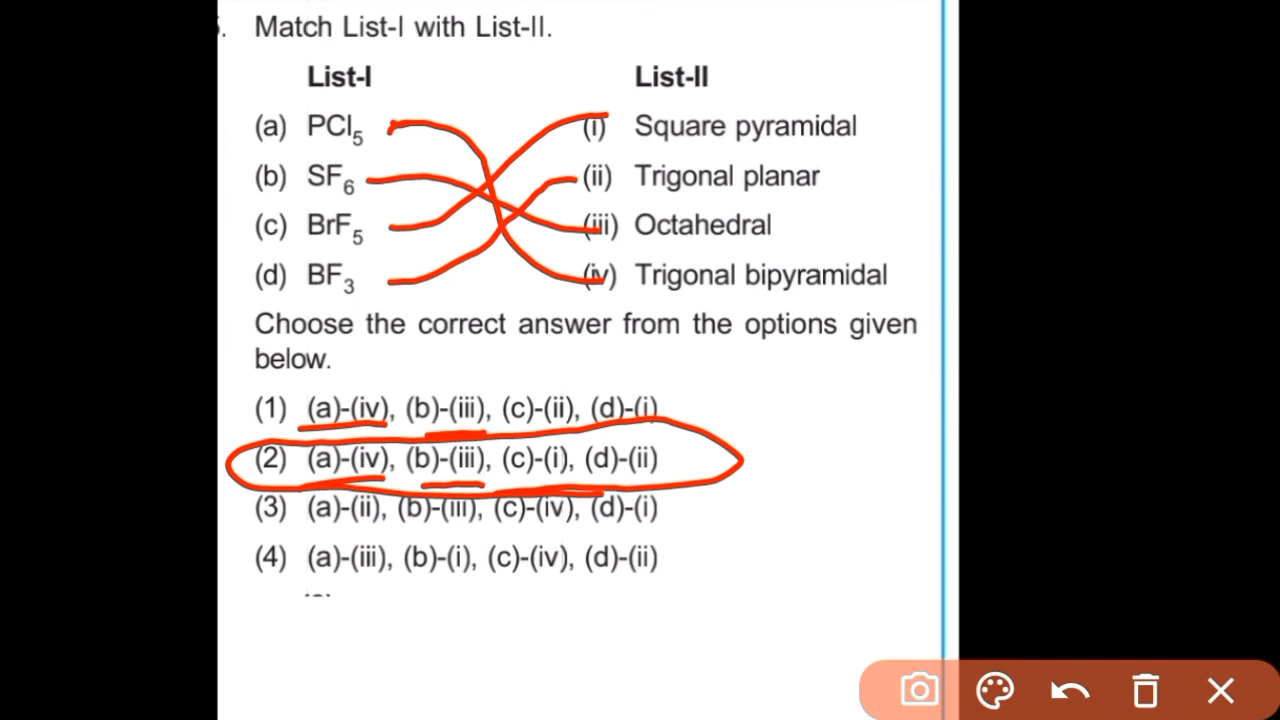 5. Match List-I with List-II.
List-I List-II
(a) PCl5 (i) Square pyramidal
(b) SF6 (ii) Trigonal planar
(c) BrF5 (iii) Octahedral
(d) BF3 (iv) Trigonal bipyramidal
Choose the correct answer from the options given
below.
(1) (a)-(iv), (b)-(iii), (c)-(ii), (d)-(i)
(2) (a)-(iv), (b)-(iii), (c)-(i), (d)-(ii)
(3) (a)-(ii), (b)-(iii), (c)-(iv), (d)-(i)
(4) (a)-(iii), (b)-(i), (c)-(iv), (d)-(ii)